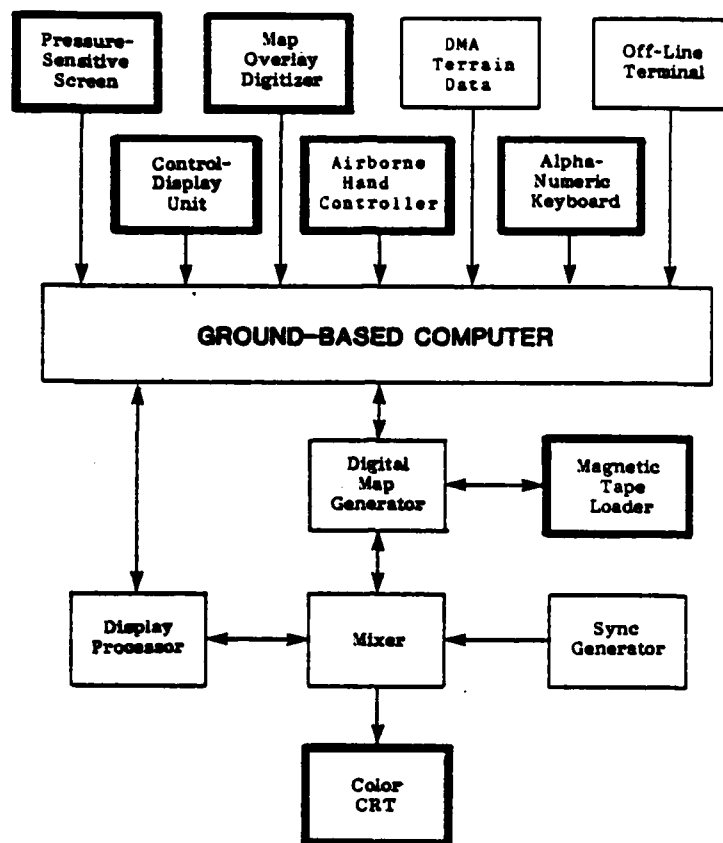 Pressure-
Sensitive
Screen
Map
Overlay
Digitizer
DMA
Terrain
Data
Off-Line
Terminal
Control-
Display
Unit
Airborne
Hand
Controller
Alpha-
Numeric
Keyboard
GROUND-BASED COMPUTER
Digital
Map
Generator
Magnetic
Tape
Loader
Display
Processor
Mixer
Sync
Generator
Color
CRT